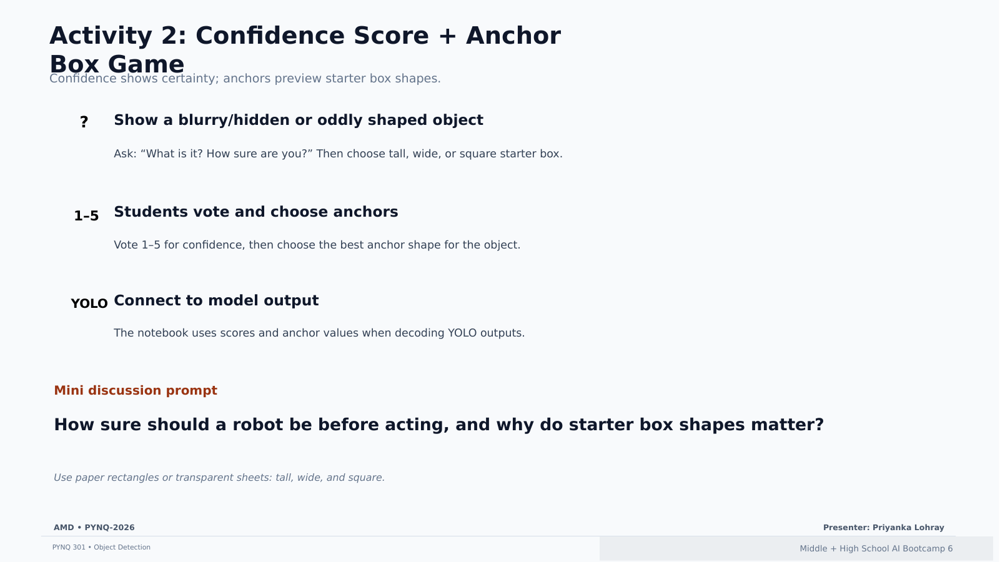 Activity 2: Confidence Score + Anchor
Box Game
Confidence shows certainty; anchors preview starter box shapes.
?
Show a blurry/hidden or oddly shaped object
Ask: “What is it? How sure are you?” Then choose tall, wide, or square starter box.
1–5
Students vote and choose anchors
Vote 1–5 for confidence, then choose the best anchor shape for the object.
YOLO
Connect to model output
The notebook uses scores and anchor values when decoding YOLO outputs.
Mini discussion prompt
How sure should a robot be before acting, and why do starter box shapes matter?
Use paper rectangles or transparent sheets: tall, wide, and square.
AMD • PYNQ-2026
Presenter: Priyanka Lohray
PYNQ 301 • Object Detection
Middle + High School AI Bootcamp 6